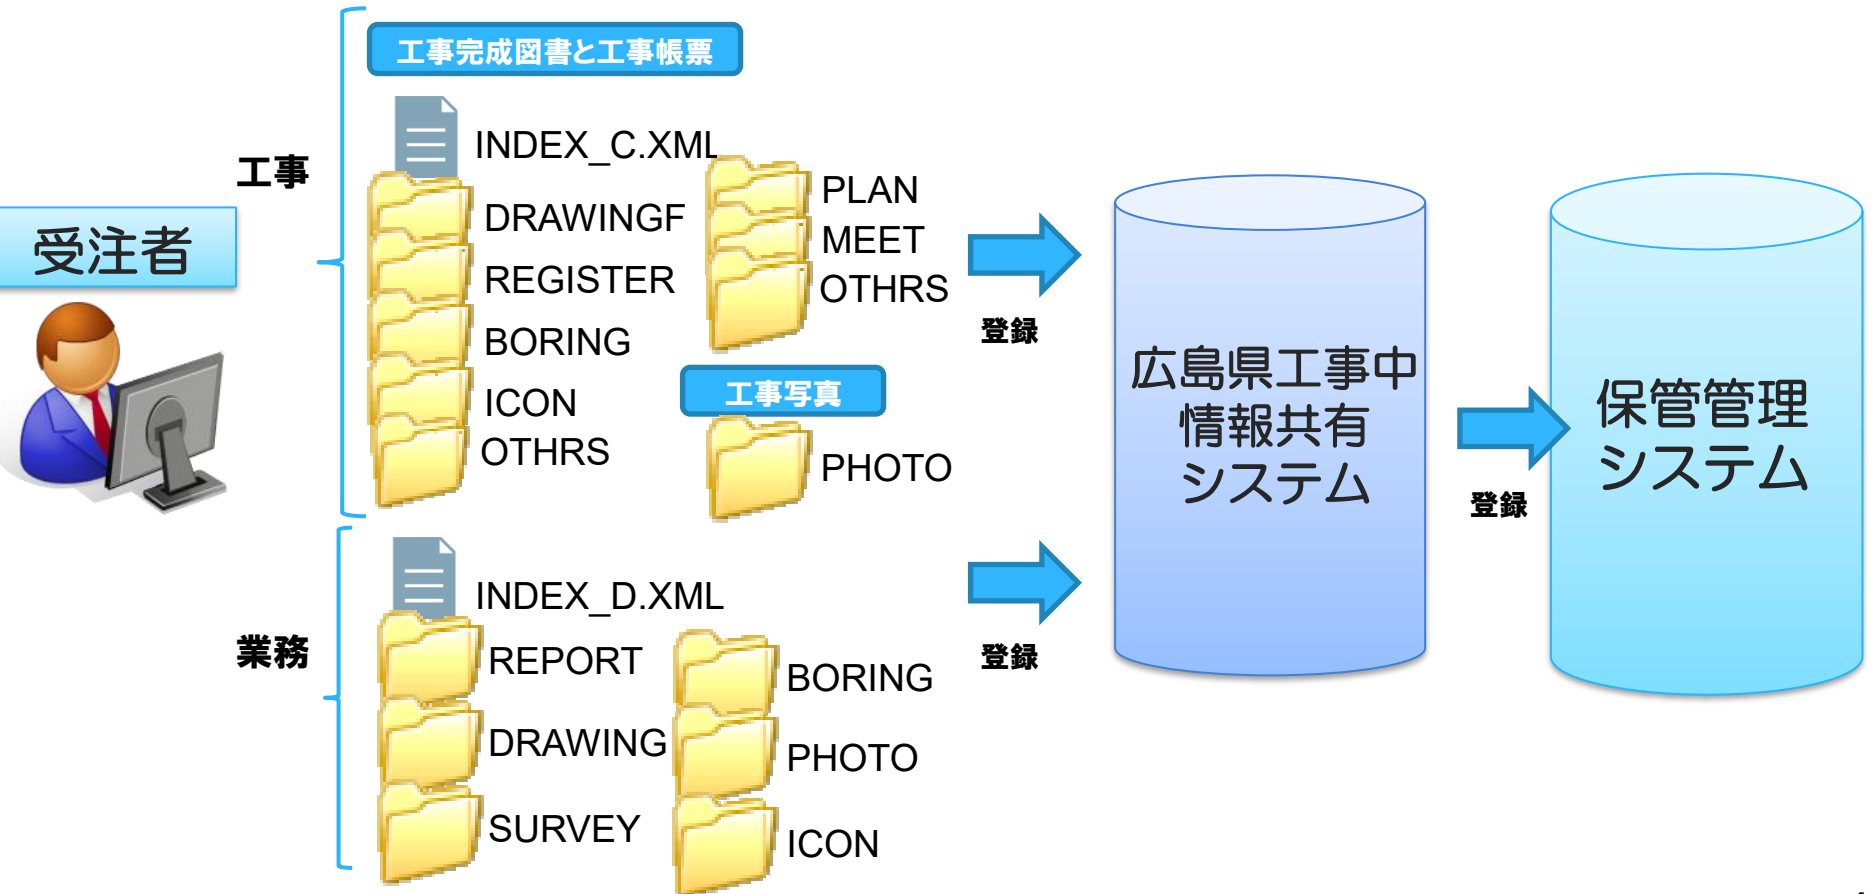 受注者
工事
工事完成図書と工事帳票
INDEX_C.XML
DRAWINGF
REGISTER
BORING
ICON
OTHRS
PLAN
MEET
OTHRS
工事写真
PHOTO
登録
業務
INDEX_D.XML
REPORT
DRAWING
SURVEY
BORING
PHOTO
ICON
登録
広島県工事中
情報共有
システム
登録
保管管理
システム